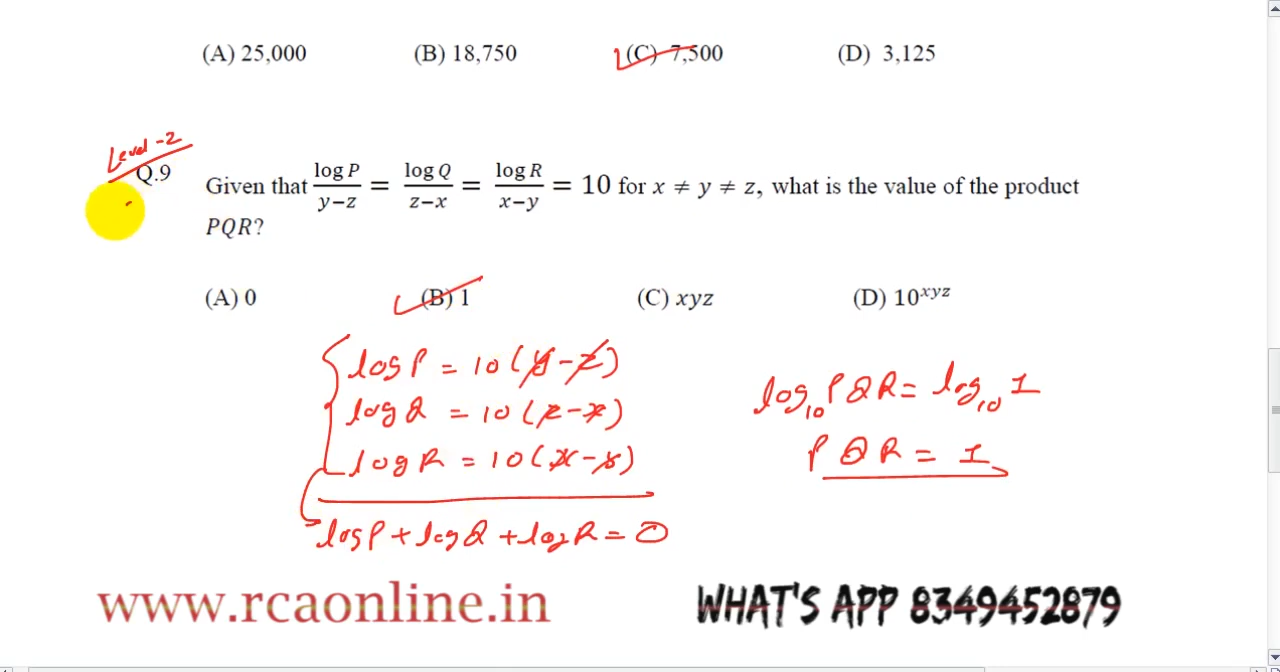 (A) 25,000 (B) 18,750 (C) 7,500 (D) 3,125
Level-2
Q.9 Given that log P/y−z = log Q/z−x = log R/x−y = 10 for x ≠ y ≠ z, what is the value of the product
PQR?
(A) 0 (B) 1 (C) xyz (D) 10^xyz
log P = 10 (y - z)
log Q = 10 (z - x)
log R = 10 (x - y)
log P + log Q + log R = 0
log₁₀ PQR = log₁₀ 1
PQR = 1
www.rcaonline.in WHAT'S APP 8349452879